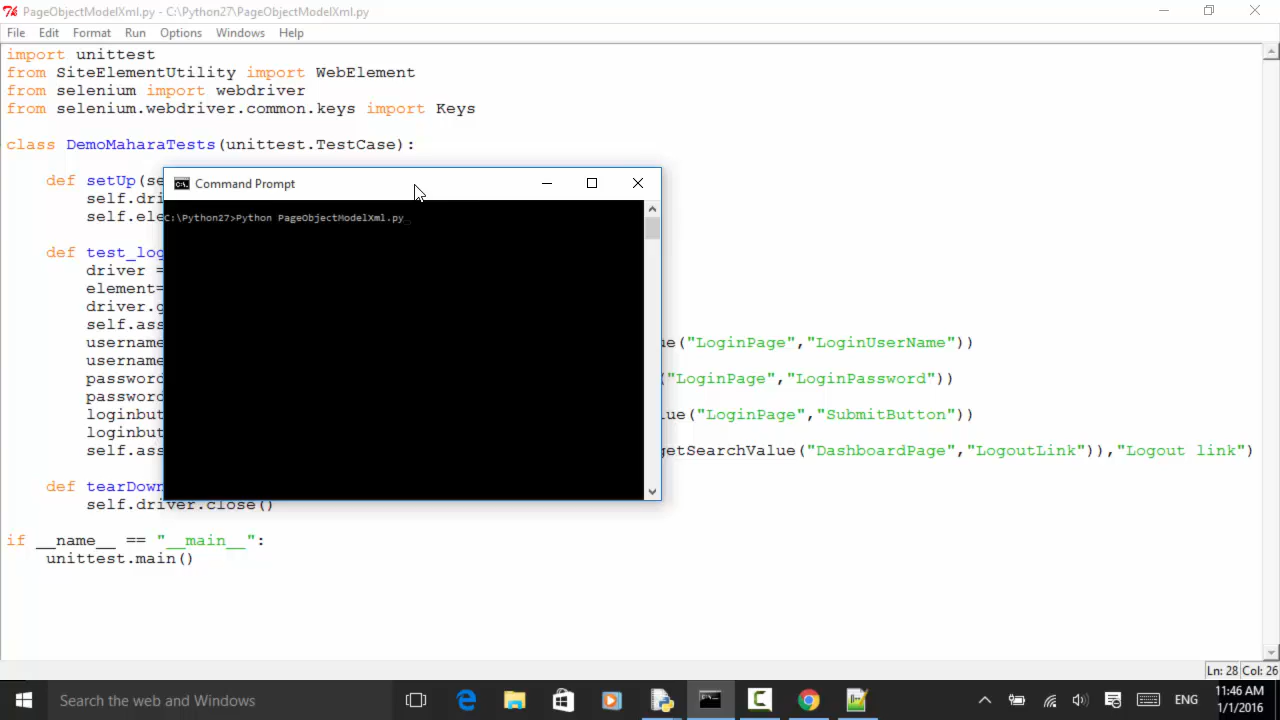 PageObjectModelXml.py - C:\Python27\PageObjectModelXml.py
File Edit Format Run Options Windows Help
import unittest
from SiteElementUtility import WebElement
from selenium import webdriver
from selenium.webdriver.common.keys import Keys
class DemoMaharaTests(unittest.TestCase):
def setUp(se
self.dri
self.ele
Command Prompt
C:\Python27>Python PageObjectModelXml.py_
def test_log
driver =
element=
driver.g
self.ass
username ue("LoginPage","LoginUserName"))
username
password ("LoginPage","LoginPassword"))
password
loginbut ue("LoginPage","SubmitButton"))
loginbut
self.ass getSearchValue("DashboardPage","LogoutLink")),"Logout link")
def tearDown
self.driver.close()
if __name__ == "__main__":
unittest.main()
Ln: 28 Col: 26
Search the web and Windows
ENG
11:46 AM
1/1/2016